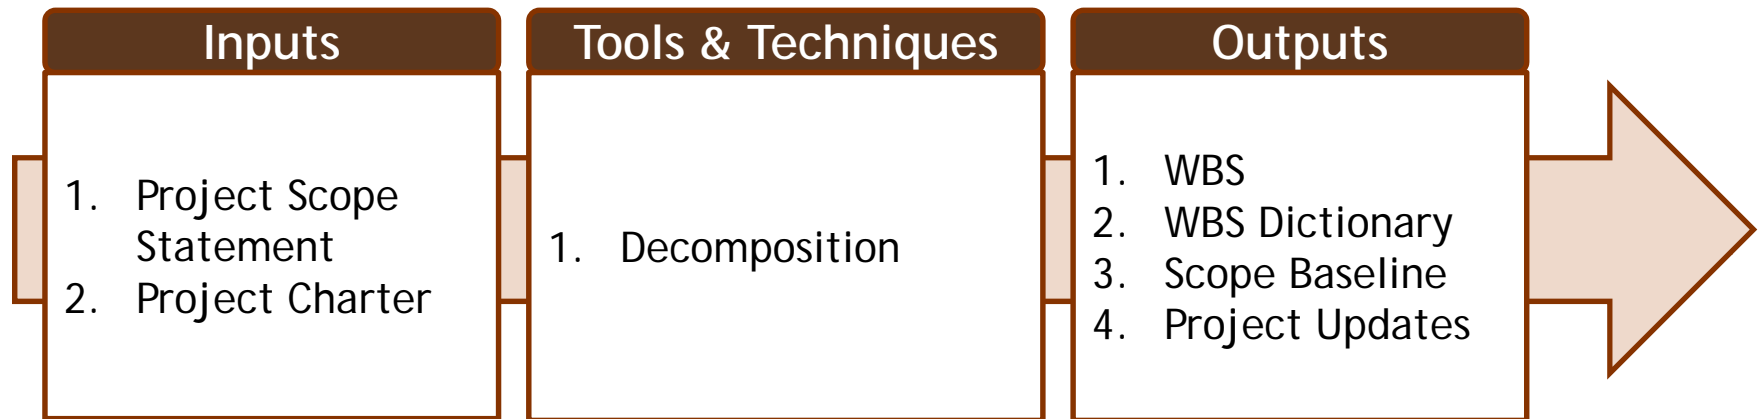 Inputs
1. Project Scope
Statement
2. Project Charter
Tools & Techniques
1. Decomposition
Outputs
1. WBS
2. WBS Dictionary
3. Scope Baseline
4. Project Updates